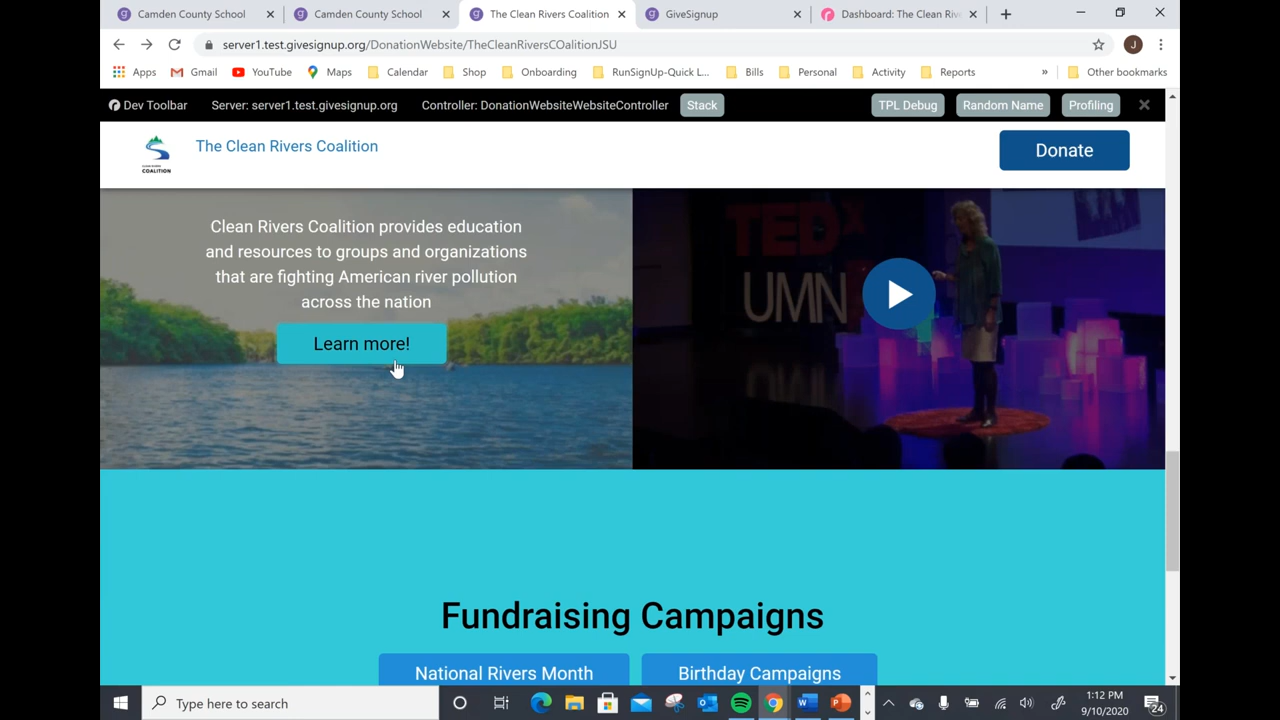 Camden County School
Camden County School
The Clean Rivers Coalition
GiveSignup
Dashboard: The Clean Riv
server1.test.givesignup.org/DonationWebsite/TheCleanRiversCOalitionJSU
J
Apps
Gmail
YouTube
Maps
Calendar
Shop
Onboarding
RunSignUp-Quick L...
Bills
Personal
Activity
Reports
»
Other bookmarks
Dev Toolbar
Server: server1.test.givesignup.org
Controller: DonationWebsiteWebsiteController
Stack
TPL Debug
Random Name
Profiling
CLEAN RIVERS
COALITION
The Clean Rivers Coalition
Donate
Clean Rivers Coalition provides education
and resources to groups and organizations
that are fighting American river pollution
across the nation
Learn more!
TEDx
UMN
Fundraising Campaigns
National Rivers Month
Birthday Campaigns
Type here to search
1:12 PM
9/10/2020
24